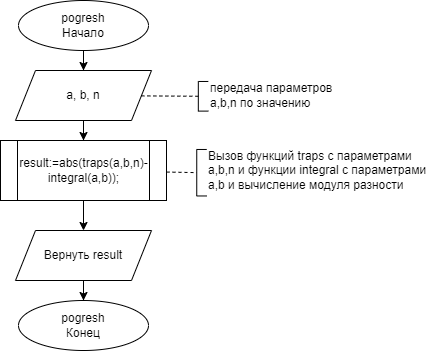 pogresh
Начало
a, b, n
передача параметров
a,b,n по значению
result:=abs(traps(a,b,n)-
integral(a,b));
Вызов функций traps с параметрами
a,b,n и функции integral с параметрами
a,b и вычисление модуля разности
Вернуть result
pogresh
Конец